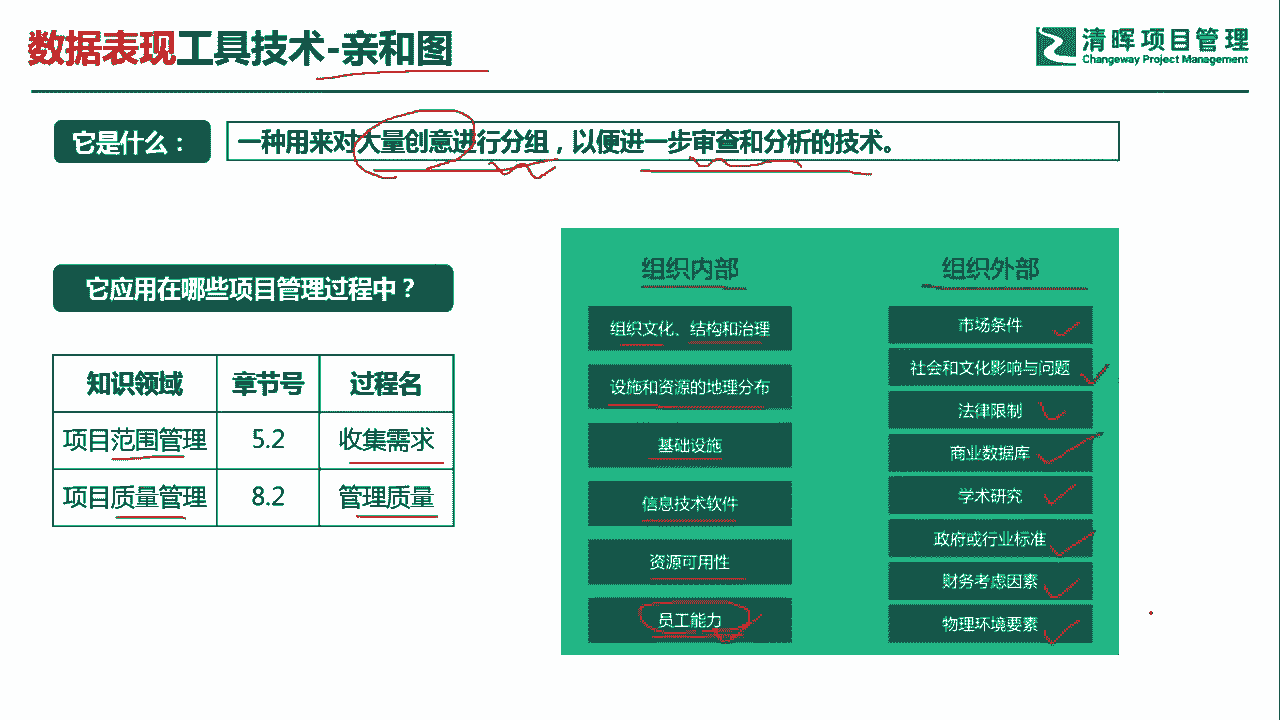 数据表现工具技术-亲和图
清晖项目管理
Changeway Project Management
它是什么：
一种用来对大量创意进行分组，以便进一步审查和分析的技术。
它应用在哪些项目管理过程中？
知识领域 章节号 过程名
项目范围管理 5.2 收集需求
项目质量管理 8.2 管理质量
组织内部
组织文化、结构和治理
设施和资源的地理分布
基础设施
信息技术软件
资源可用性
员工能力
组织外部
市场条件
社会和文化影响与问题
法律限制
商业数据库
学术研究
政府或行业标准
财务考虑因素
物理环境要素